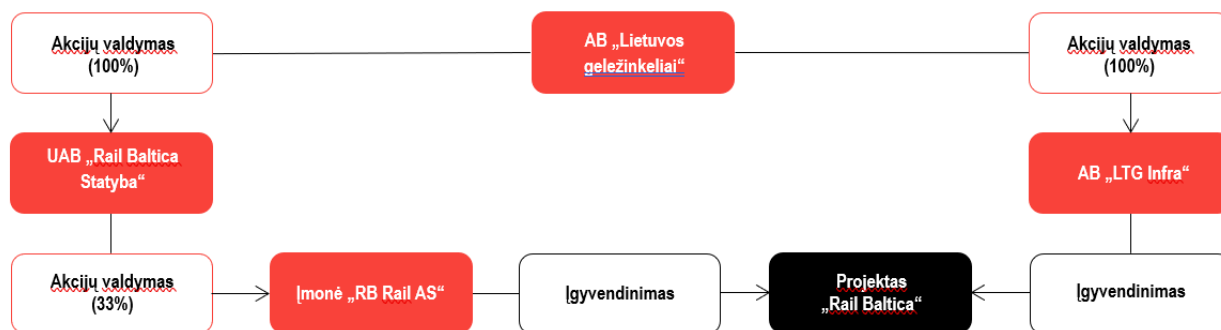 Akcijų valdymas
(100%)
AB „Lietuvos
geležinkeliai“
Akcijų valdymas
(100%)
UAB „Rail Baltica
Statyba“
AB „LTG Infra“
Akcijų valdymas
(33%)
Įmonė „RB Rail AS“
Įgyvendinimas
Projektas
„Rail Baltica“
Įgyvendinimas